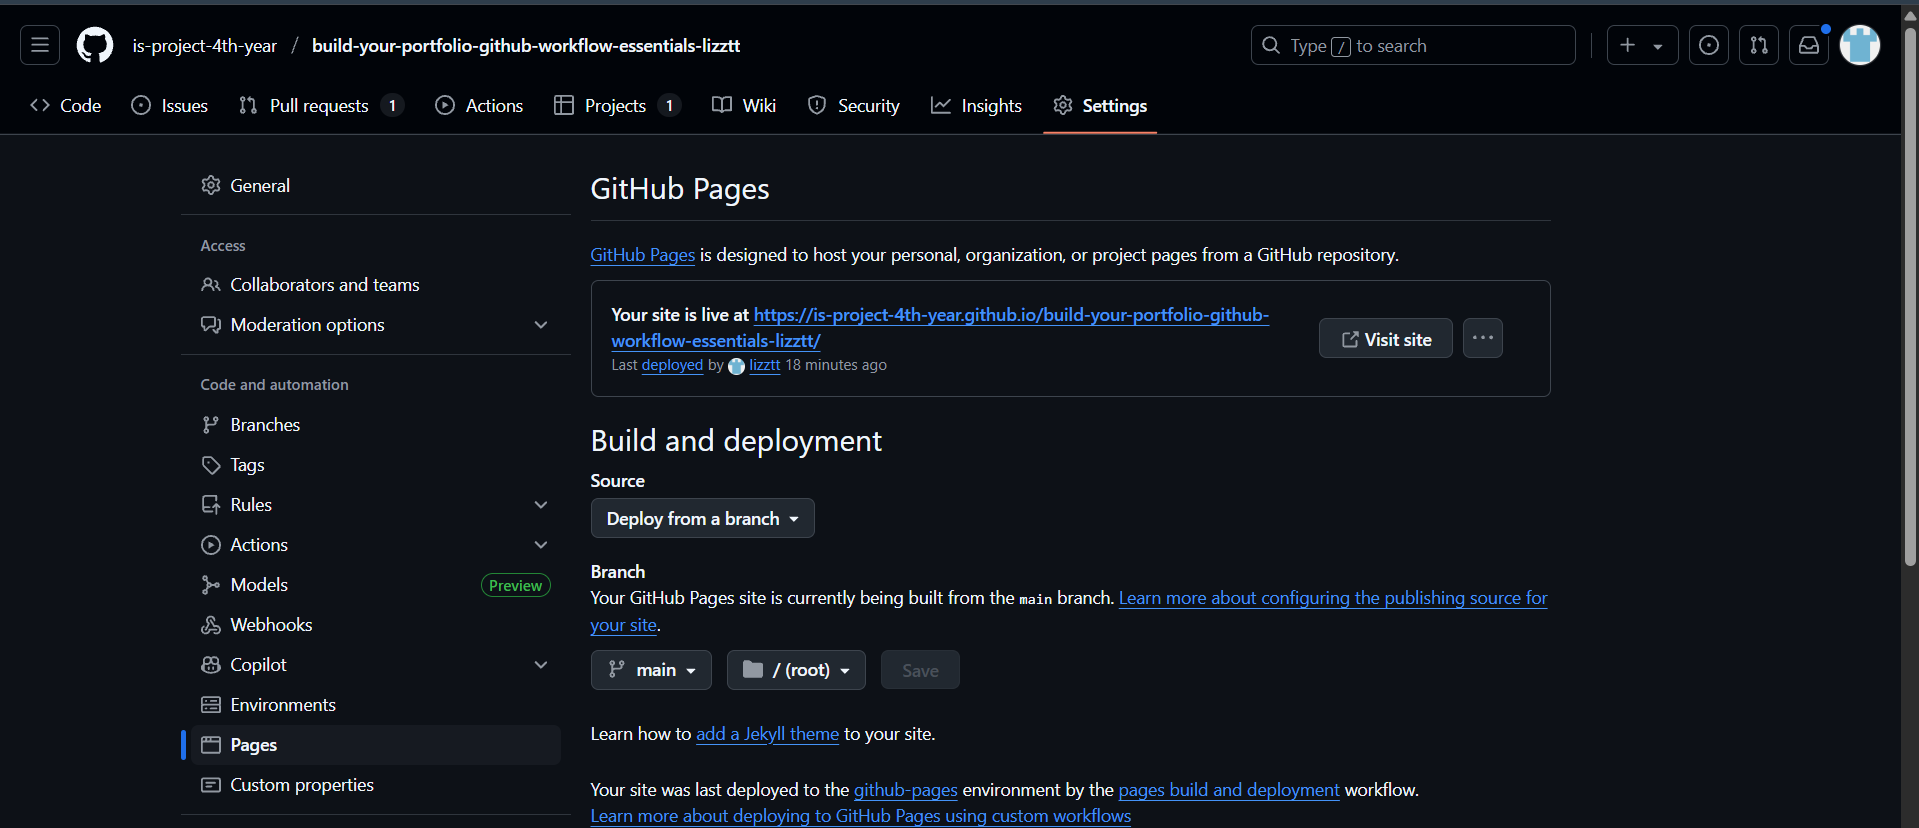 is-project-4th-year / build-your-portfolio-github-workflow-essentials-lizztt
Type / to search
Code Issues Pull requests 1 Actions Projects 1 Wiki Security Insights Settings
General
Access
Collaborators and teams
Moderation options
Code and automation
Branches
Tags
Rules
Actions
Models Preview
Webhooks
Copilot
Environments
Pages
Custom properties
GitHub Pages
GitHub Pages is designed to host your personal, organization, or project pages from a GitHub repository.
Your site is live at https://is-project-4th-year.github.io/build-your-portfolio-github-
workflow-essentials-lizztt/
Last deployed by lizztt 18 minutes ago
Visit site
Build and deployment
Source
Deploy from a branch
Branch
Your GitHub Pages site is currently being built from the main branch. Learn more about configuring the publishing source for
your site.
main / (root) Save
Learn how to add a Jekyll theme to your site.
Your site was last deployed to the github-pages environment by the pages build and deployment workflow.
Learn more about deploying to GitHub Pages using custom workflows